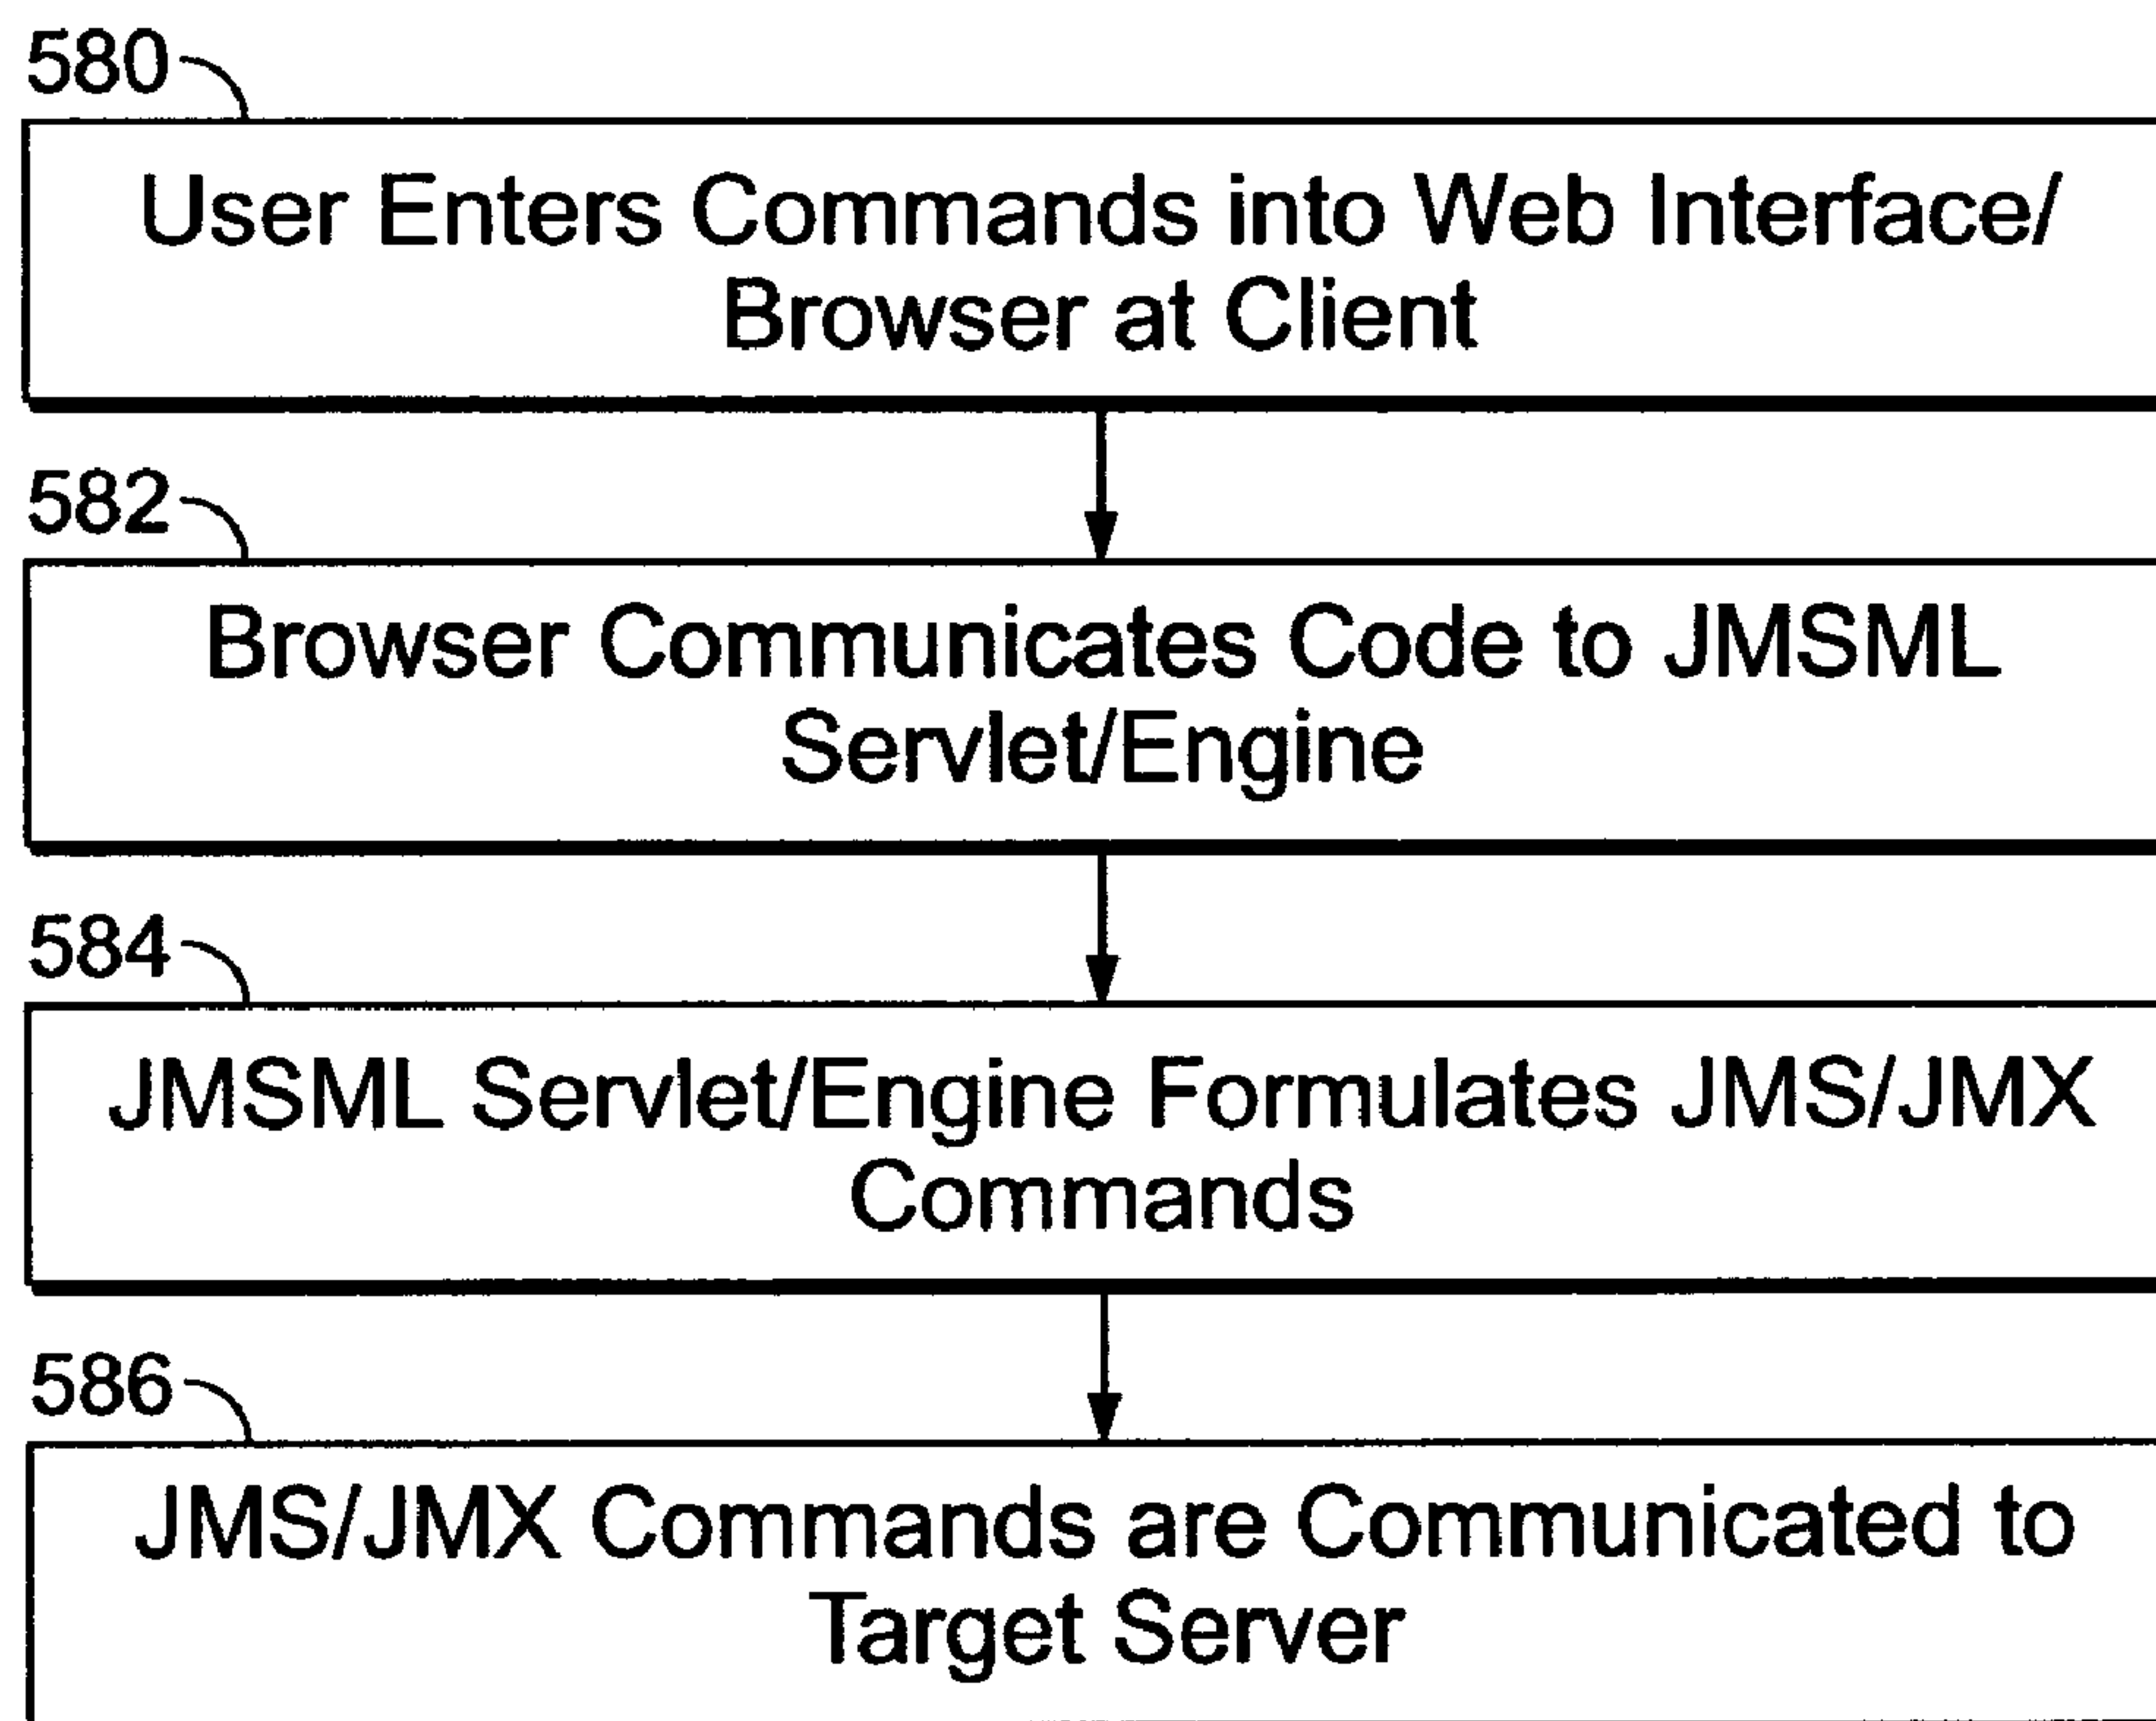 580
User Enters Commands into Web Interface/
Browser at Client
582
Browser Communicates Code to JMSML
Servlet/Engine
584
JMSML Servlet/Engine Formulates JMS/JMX
Commands
586
JMS/JMX Commands are Communicated to
Target Server